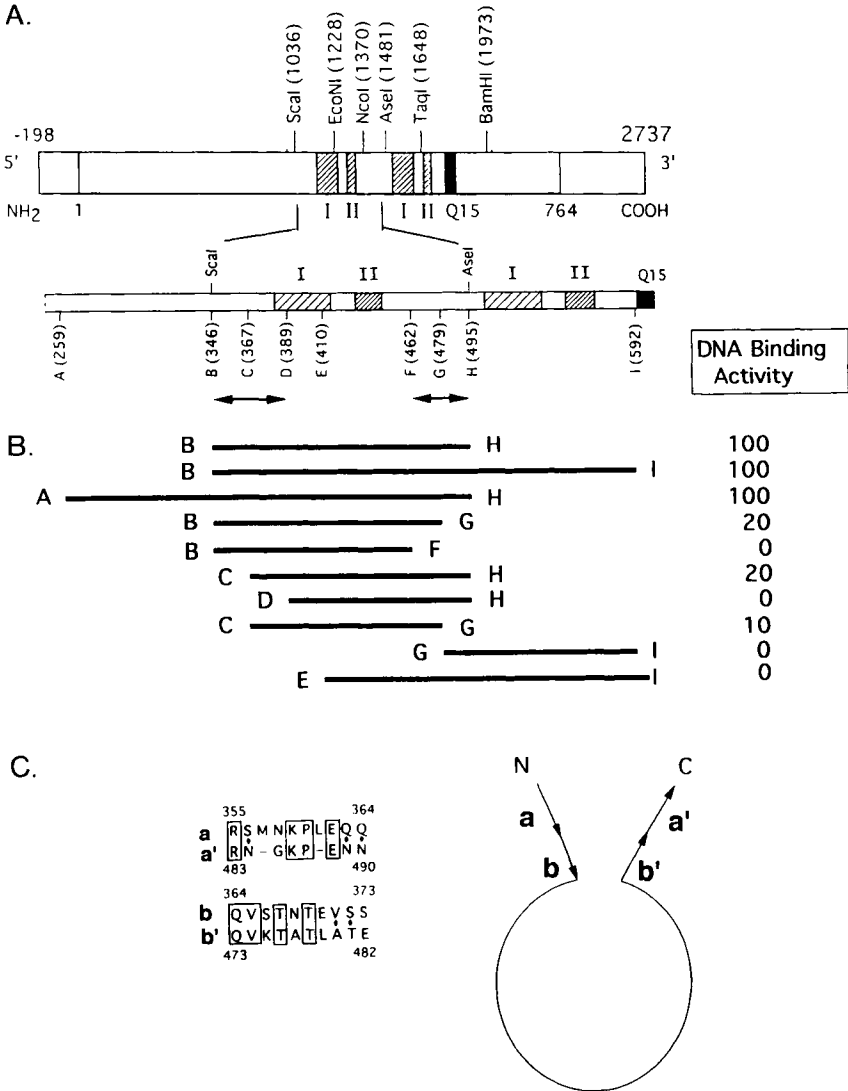 A.
ScaI (1036)
EcoNI (1228)
NcoI (1370)
AseI (1481)
TaqI (1648)
BamHI (1973)
-198
2737
5'
3'
NH2 1 I II I II Q15 764 COOH
ScaI
I II
AseI
I II Q15
A (259)
B (346)
C (367)
D (389)
E (410)
F (462)
G (479)
H (495)
I (592)
DNA Binding
Activity
B.
B H 100
B I 100
A H 100
B G 20
B F 0
C H 20
D H 0
C G 10
G I 0
E I 0
C.
355 364
a R S M N K P L E Q Q
a' R N - G K P - E N N
483 490
364 373
b Q V S T N T E V S S
b' Q V K T A T L A T E
473 482
N C
a a'
b b'